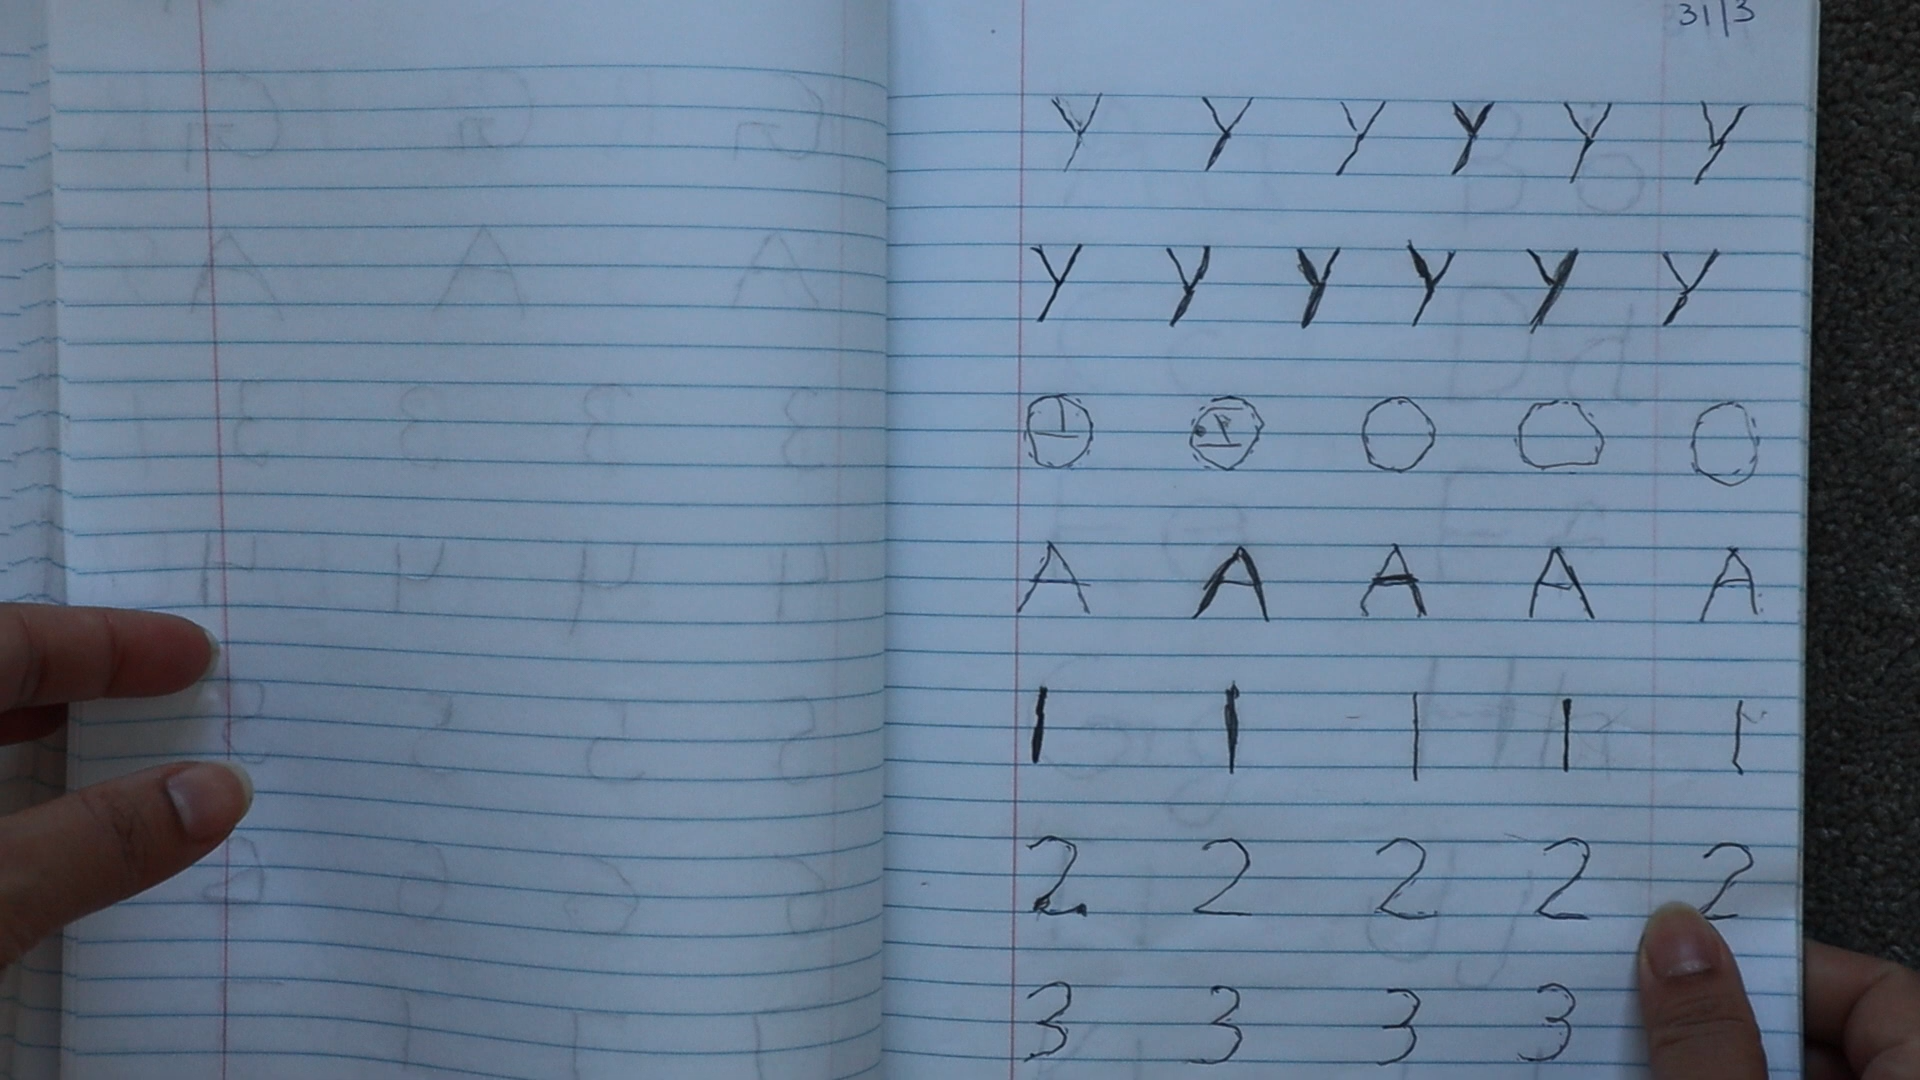 31/3
Y Y Y Y Y Y
Y Y Y Y Y Y
O O O O O
A A A A A
1 1 1 1 1
2 2 2 2 2
3 3 3 3